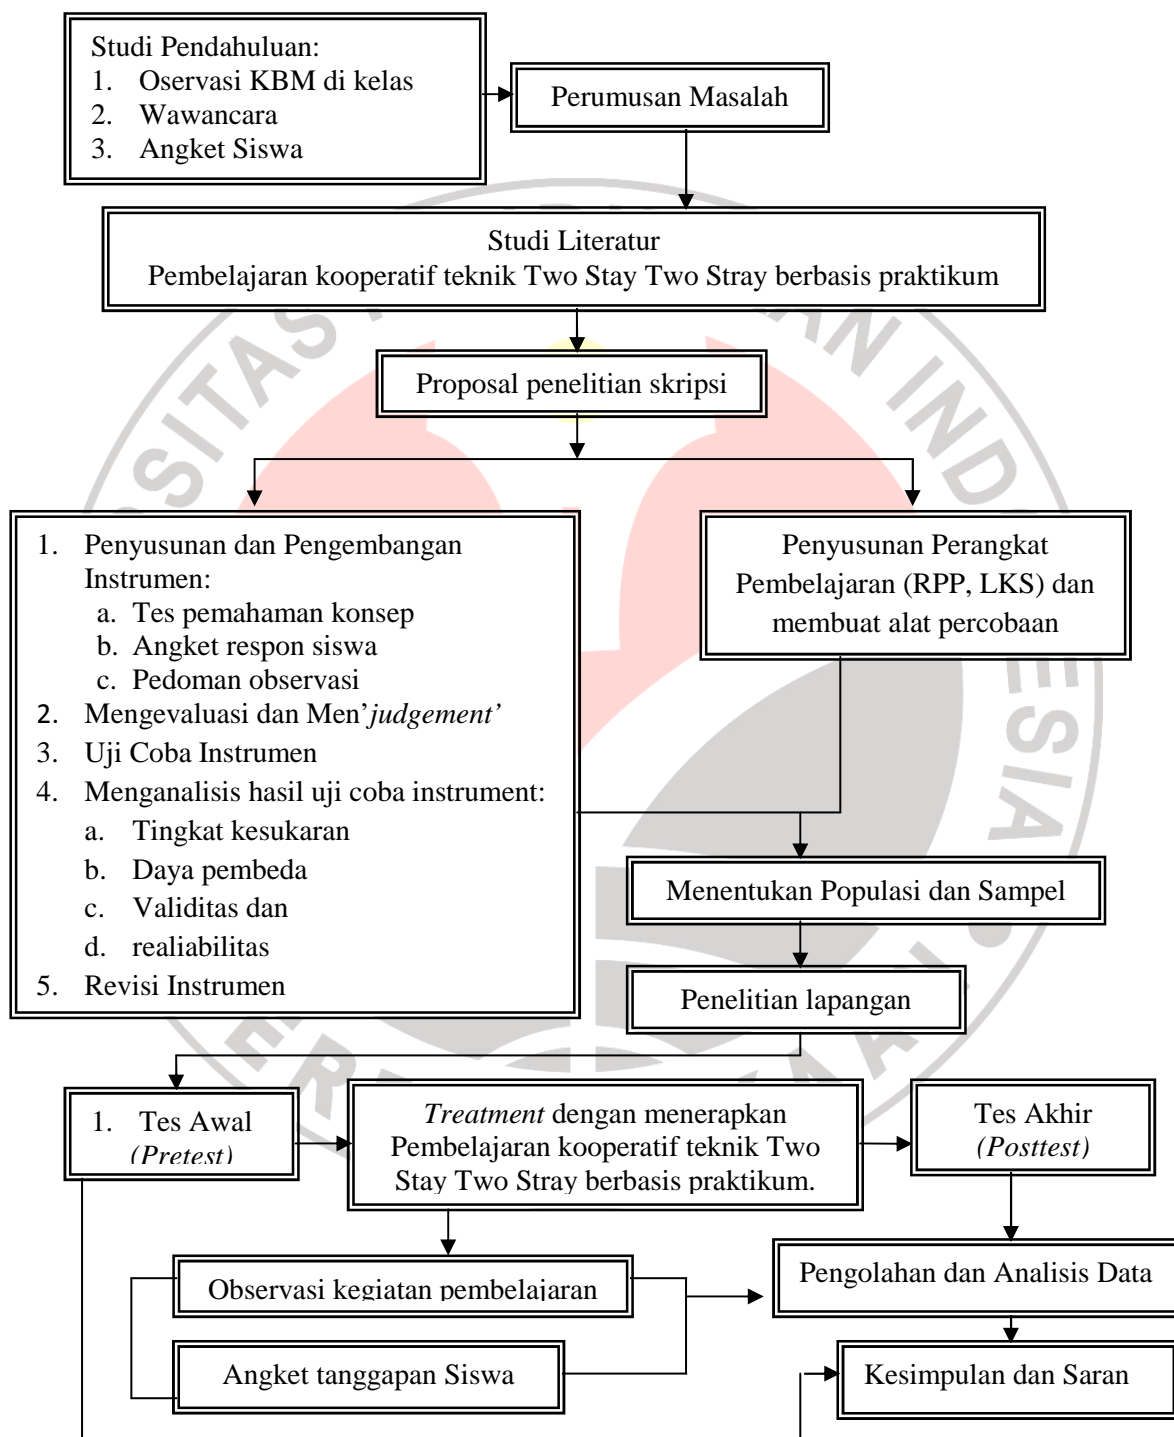 Studi Pendahuluan:
1. Oservasi KBM di kelas
2. Wawancara
3. Angket Siswa
Perumusan Masalah
Studi Literatur
Pembelajaran kooperatif teknik Two Stay Two Stray berbasis praktikum
Proposal penelitian skripsi
1. Penyusunan dan Pengembangan
Instrumen:
a. Tes pemahaman konsep
b. Angket respon siswa
c. Pedoman observasi
2. Mengevaluasi dan Men’judgement’
3. Uji Coba Instrumen
4. Menganalisis hasil uji coba instrument:
a. Tingkat kesukaran
b. Daya pembeda
c. Validitas dan
d. realiabilitas
5. Revisi Instrumen
Penyusunan Perangkat
Pembelajaran (RPP, LKS) dan
membuat alat percobaan
Menentukan Populasi dan Sampel
Penelitian lapangan
1. Tes Awal
(Pretest)
Treatment dengan menerapkan
Pembelajaran kooperatif teknik Two
Stay Two Stray berbasis praktikum.
Tes Akhir
(Posttest)
Observasi kegiatan pembelajaran
Pengolahan dan Analisis Data
Angket tanggapan Siswa
Kesimpulan dan Saran